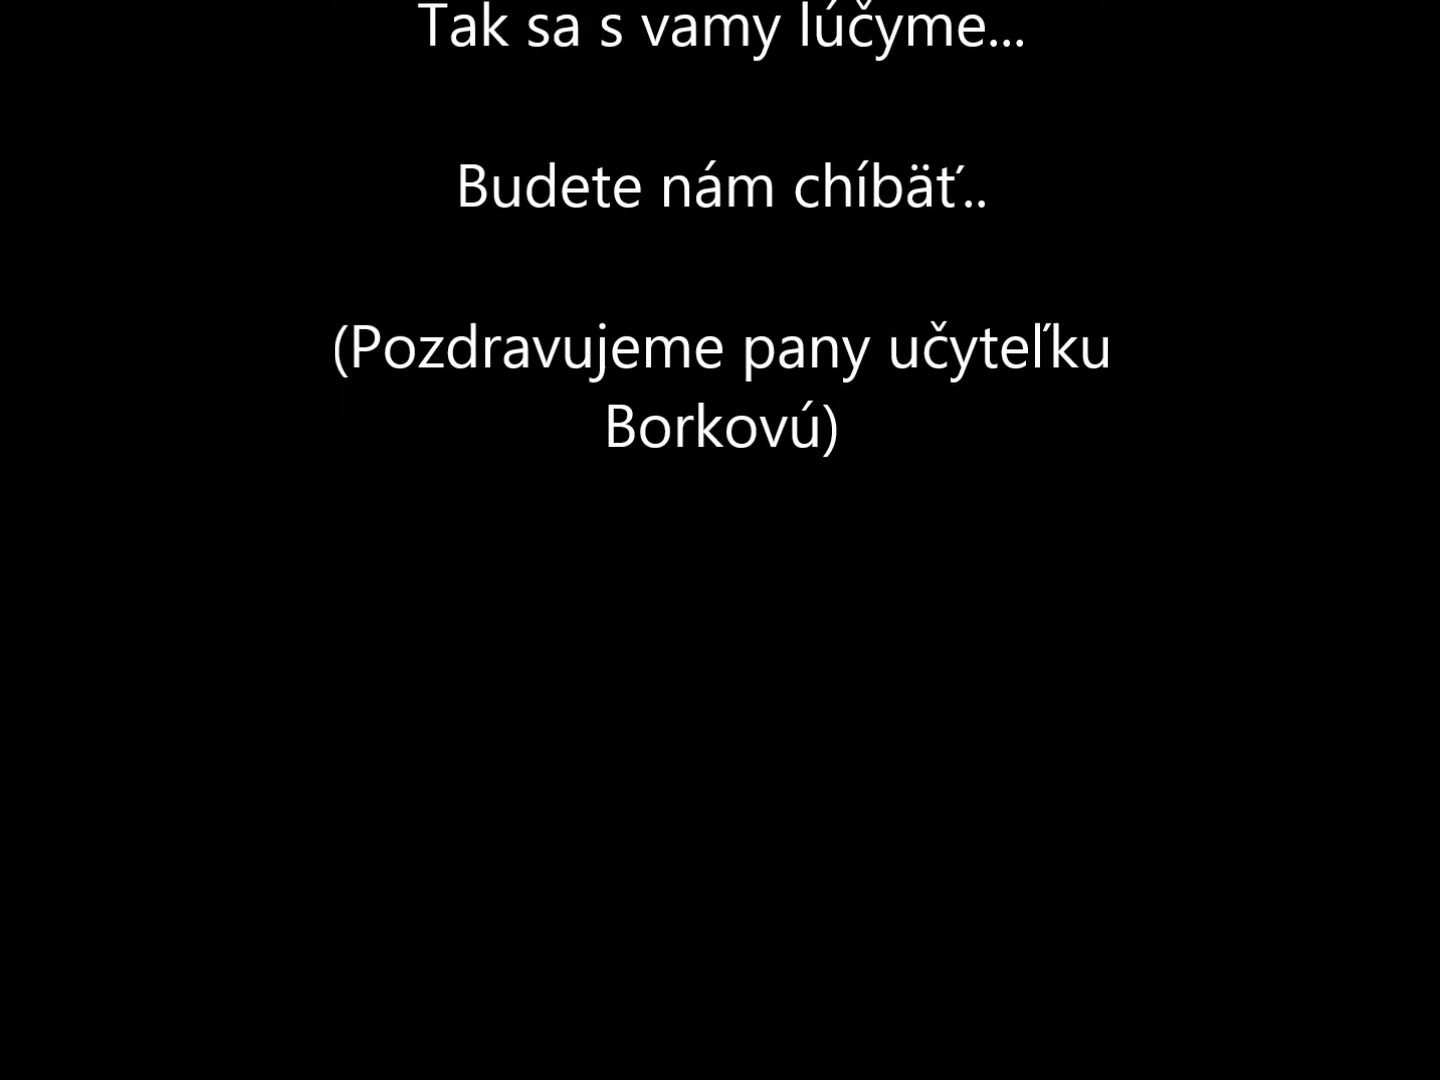 Tak sa s vamy lúčyme...
Budete nám chíbäť..
(Pozdravujeme pany učyteľku
Borkovú)